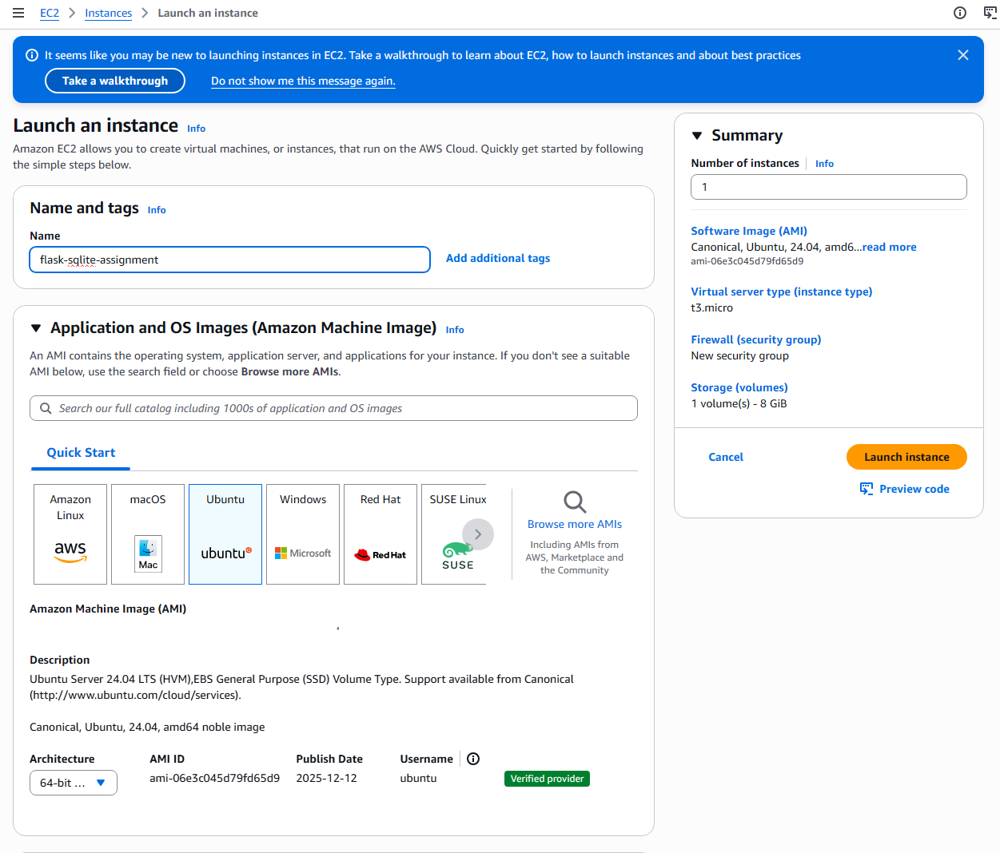 EC2 > Instances > Launch an instance
It seems like you may be new to launching instances in EC2. Take a walkthrough to learn about EC2, how to launch instances and about best practices
Take a walkthrough Do not show me this message again.
Launch an instance Info
Amazon EC2 allows you to create virtual machines, or instances, that run on the AWS Cloud. Quickly get started by following
the simple steps below.
Name and tags Info
Name
flask-sqlite-assignment Add additional tags
Application and OS Images (Amazon Machine Image) Info
An AMI contains the operating system, application server, and applications for your instance. If you don't see a suitable
AMI below, use the search field or choose Browse more AMIs.
Search our full catalog including 1000s of application and OS images
Quick Start
Amazon
Linux
aws
macOS
Mac
Ubuntu
ubuntu
Windows
Microsoft
Red Hat
Red Hat
SUSE Linux
SUSE
Browse more AMIs
Including AMIs from
AWS, Marketplace and
the Community
Amazon Machine Image (AMI)
Description
Ubuntu Server 24.04 LTS (HVM),EBS General Purpose (SSD) Volume Type. Support available from Canonical
(http://www.ubuntu.com/cloud/services).
Canonical, Ubuntu, 24.04, amd64 noble image
Architecture AMI ID Publish Date Username
64-bit ... ami-06e3c045d79fd65d9 2025-12-12 ubuntu Verified provider
Summary
Number of instances Info
1
Software Image (AMI)
Canonical, Ubuntu, 24.04, amd6...read more
ami-06e3c045d79fd65d9
Virtual server type (instance type)
t3.micro
Firewall (security group)
New security group
Storage (volumes)
1 volume(s) - 8 GiB
Cancel Launch instance
Preview code